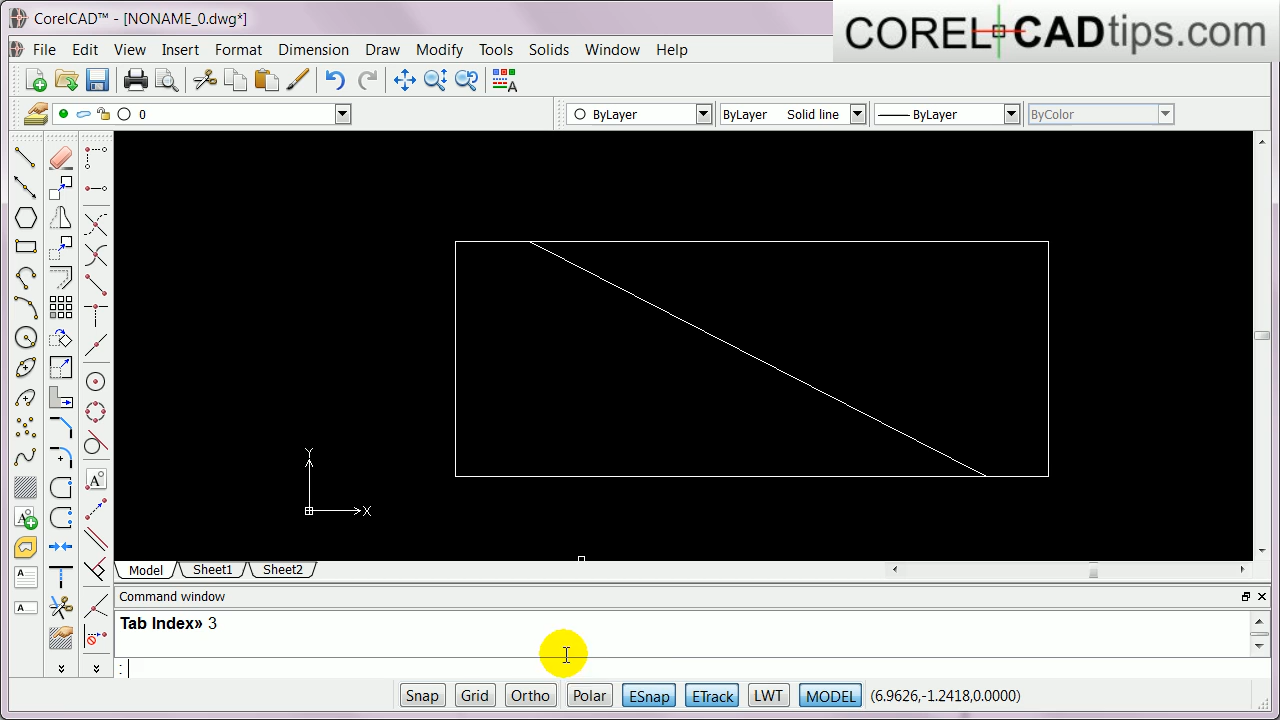 CorelCAD™ - [NONAME_0.dwg*]
COREL CADtips.com
File Edit View Insert Format Dimension Draw Modify Tools Solids Window Help
A
0 ByLayer ByLayer Solid line ByLayer ByColor
A
A
A
A
Y
X
Model Sheet1 Sheet2
Command window
Tab Index» 3
:
Snap Grid Ortho Polar ESnap ETrack LWT MODEL (6.9626,-1.2418,0.0000)